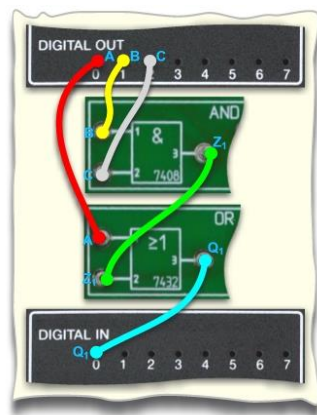 DIGITAL OUT
A B C
0 1 2 3 4 5 6 7
AND
B 1 & 3 Z1
C 2 7408
OR
A ≥1 3 Q1
Z1 2 7432
DIGITAL IN
Q1
0 1 2 3 4 5 6 7